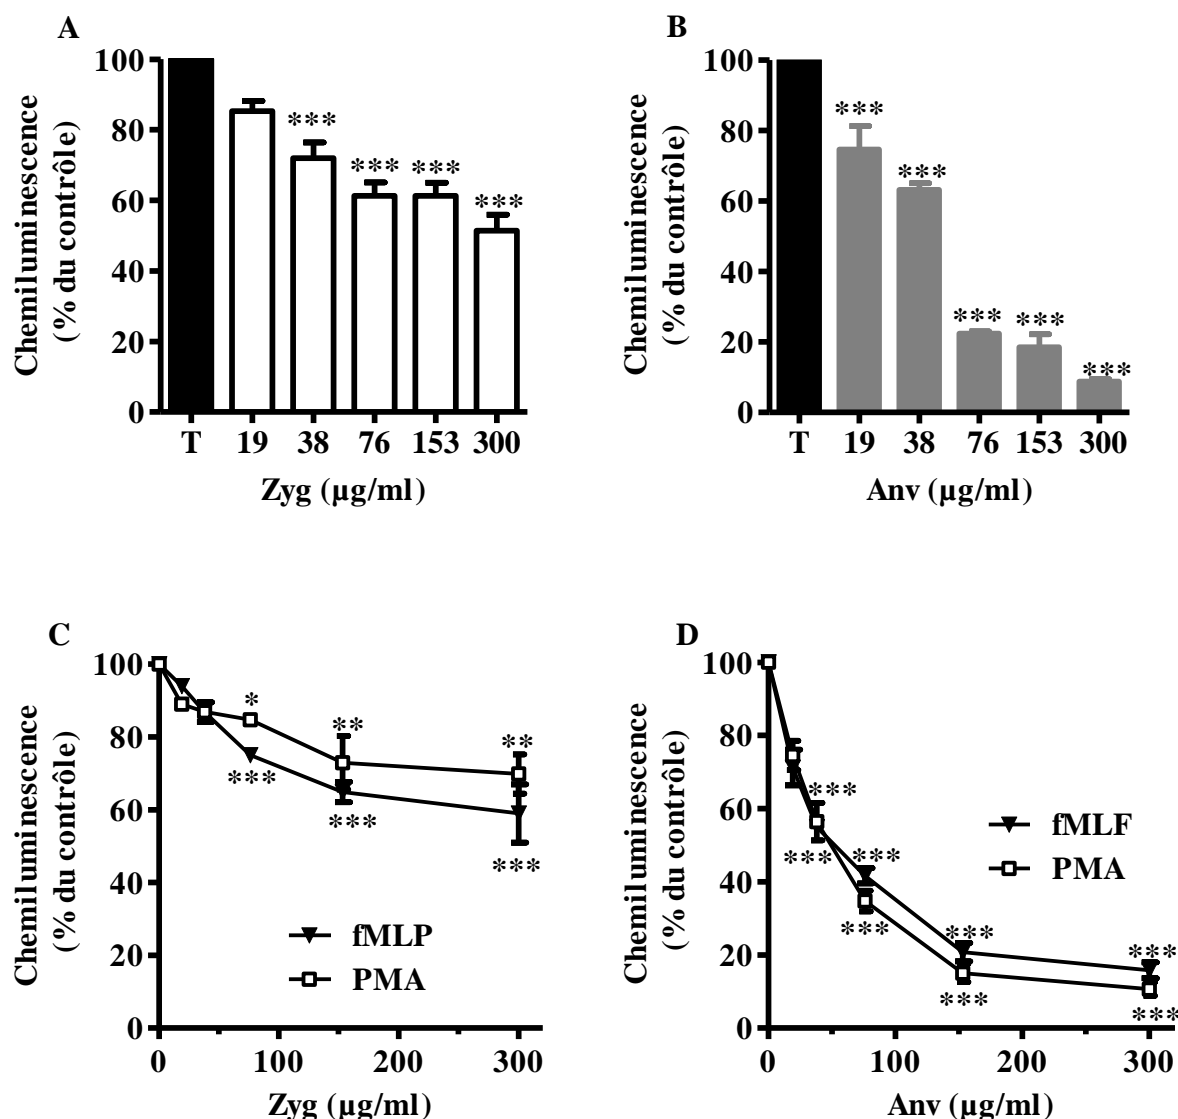 A
Chemiluminescence
(% du contrôle)
100
80
60
40
20
0
***
***
***
***
T 19 38 76 153 300
Zyg (µg/ml)
B
Chemiluminescence
(% du contrôle)
100
80
60
40
20
0
***
***
***
***
***
T 19 38 76 153 300
Anv (µg/ml)
C
Chemiluminescence
(% du contrôle)
100
80
60
40
20
0
*
**
**
***
***
***
fMLP
PMA
0 100 200 300
Zyg (µg/ml)
D
Chemiluminescence
(% du contrôle)
100
80
60
40
20
0
***
***
***
***
***
***
***
***
fMLF
PMA
0 100 200 300
Anv (µg/ml)